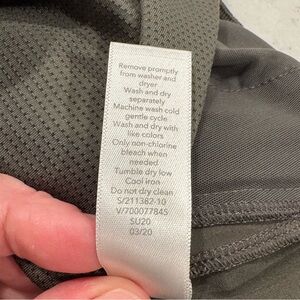 Remove promptly
from washer and
dryer
Wash and dry
separately
Machine wash cold
gentle cycle
Wash and dry with
like colors
Only non-chlorine
bleach when
needed
Tumble dry low
Cool iron
Do not dry clean
S/211382-10
V/700077845
SU20
03/20